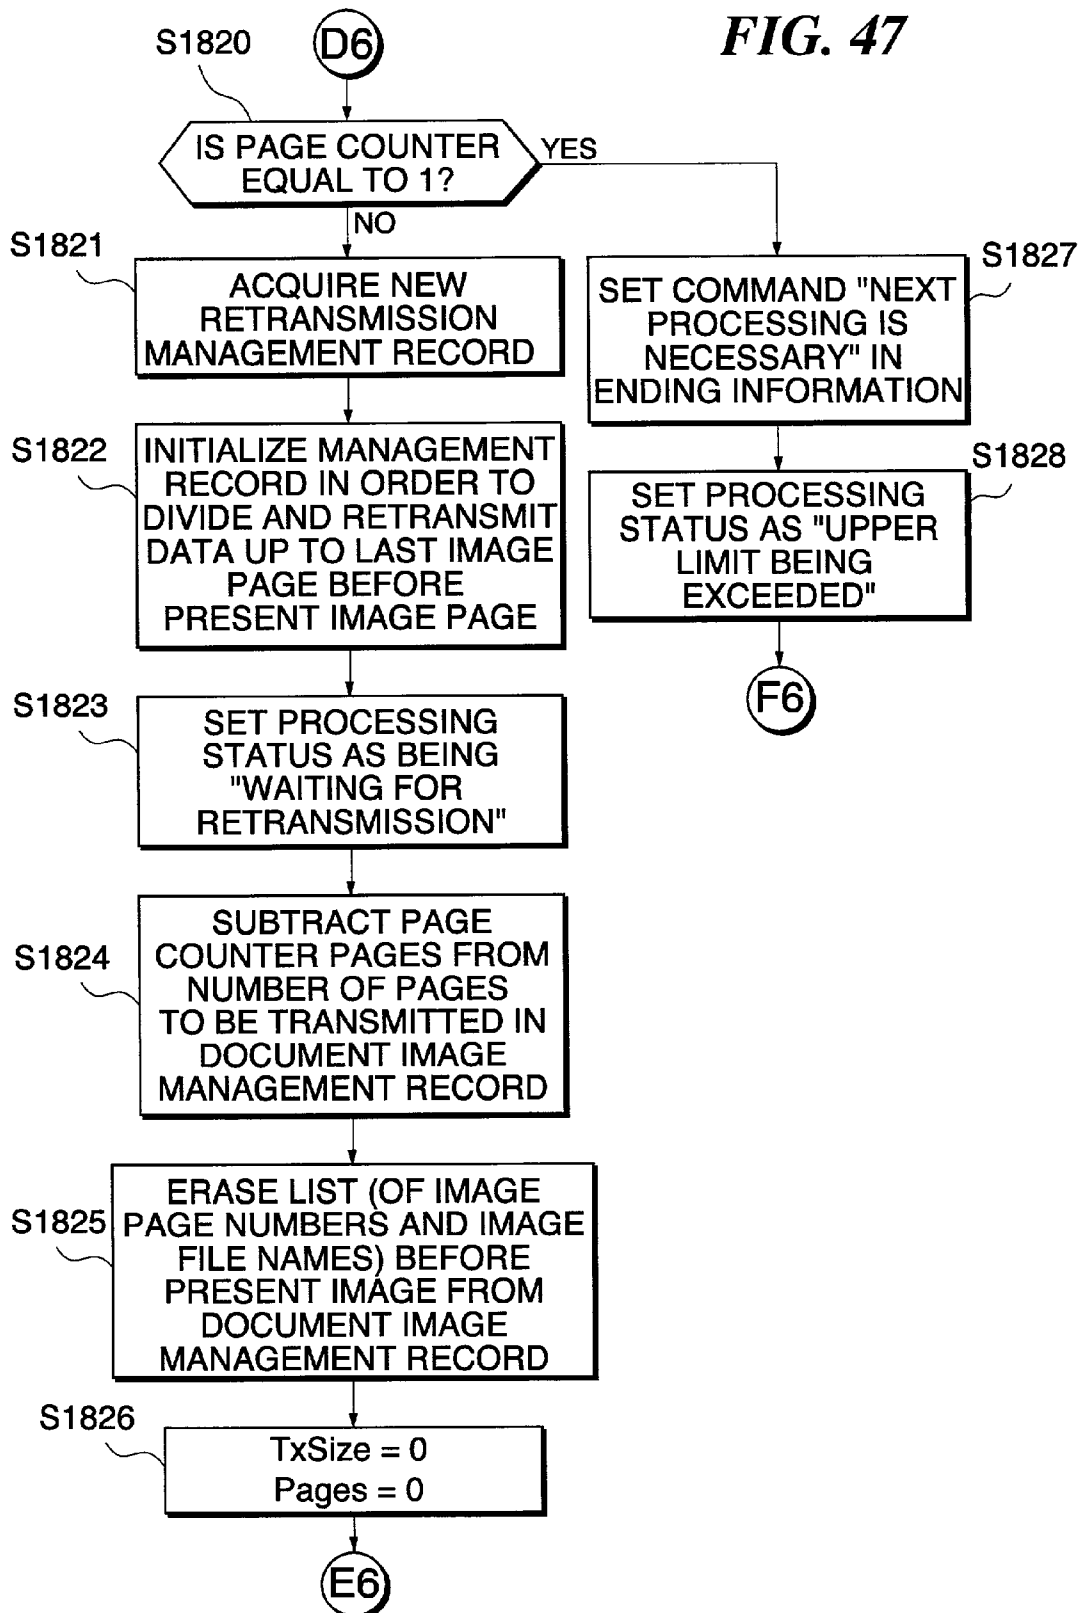 FIG. 47
S1820
D6
IS PAGE COUNTER
EQUAL TO 1?
YES
NO
S1821
ACQUIRE NEW
RETRANSMISSION
MANAGEMENT RECORD
S1822
INITIALIZE MANAGEMENT
RECORD IN ORDER TO
DIVIDE AND RETRANSMIT
DATA UP TO LAST IMAGE
PAGE BEFORE
PRESENT IMAGE PAGE
S1823
SET PROCESSING
STATUS AS BEING
"WAITING FOR
RETRANSMISSION"
S1824
SUBTRACT PAGE
COUNTER PAGES FROM
NUMBER OF PAGES
TO BE TRANSMITTED IN
DOCUMENT IMAGE
MANAGEMENT RECORD
S1825
ERASE LIST (OF IMAGE
PAGE NUMBERS AND IMAGE
FILE NAMES) BEFORE
PRESENT IMAGE FROM
DOCUMENT IMAGE
MANAGEMENT RECORD
S1826
TxSize = 0
Pages = 0
E6
S1827
SET COMMAND "NEXT
PROCESSING IS
NECESSARY" IN
ENDING INFORMATION
S1828
SET PROCESSING
STATUS AS "UPPER
LIMIT BEING
EXCEEDED"
F6